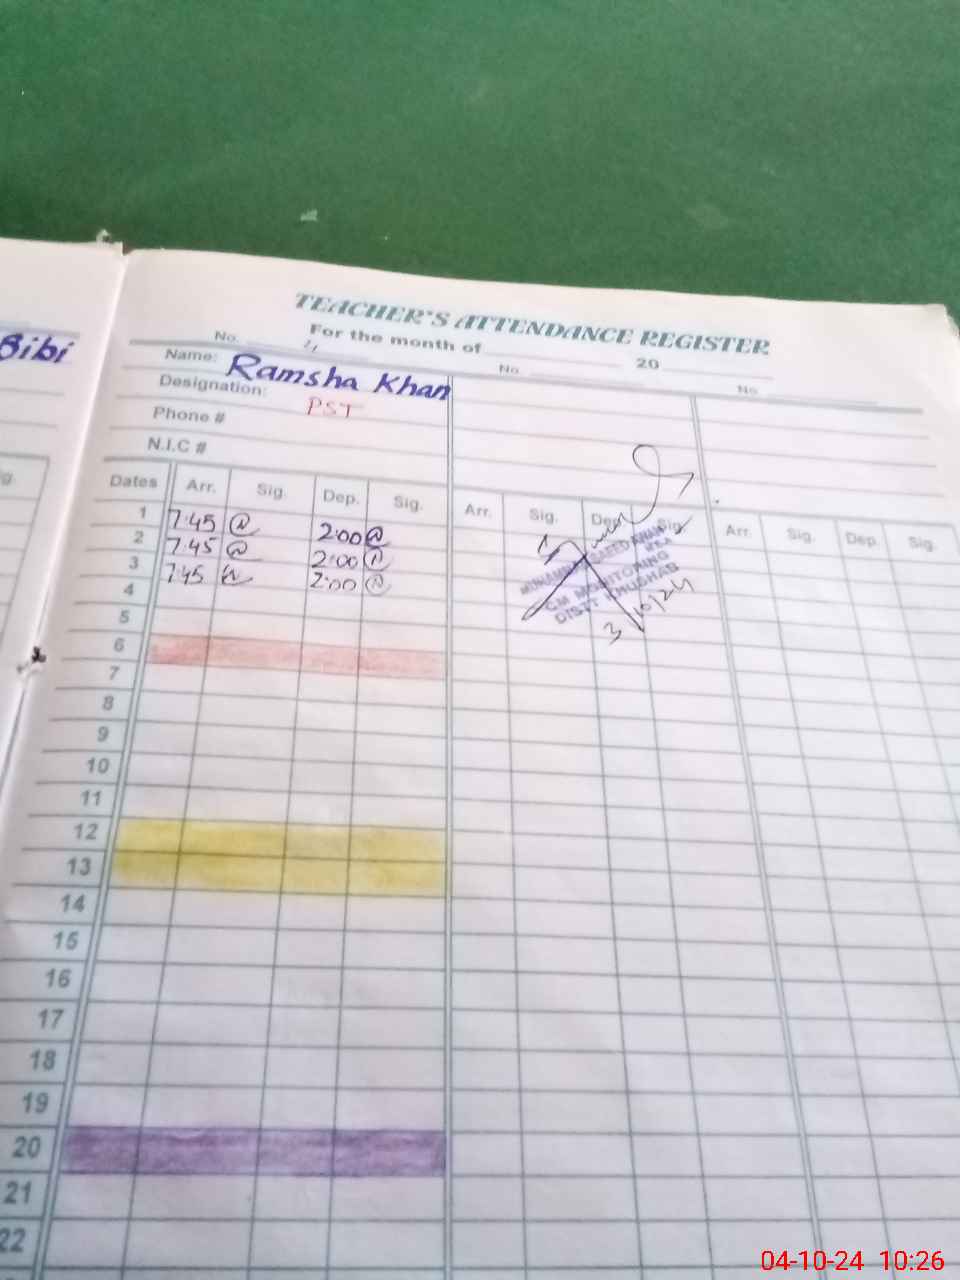 Bibi
TEACHER'S ATTENDANCE REGISTER
For the month of 20
No. No. No.
Name: Ramsha Khan
Designation: PST
Phone #
N.I.C #
Dates Arr. Sig. Dep. Sig. Arr. Sig. Dep. Sig. Arr. Sig. Dep. Sig.
1 7:45 2:00
2 7:45 2:00
3 7:45 2:00
4
5
6
7
8
9
10
11
12
13
14
15
16
17
18
19
20
21
22
SAEED KHAN
CM MONITORING
DISTT KHUSHAB
3/10/24
04-10-24 10:26